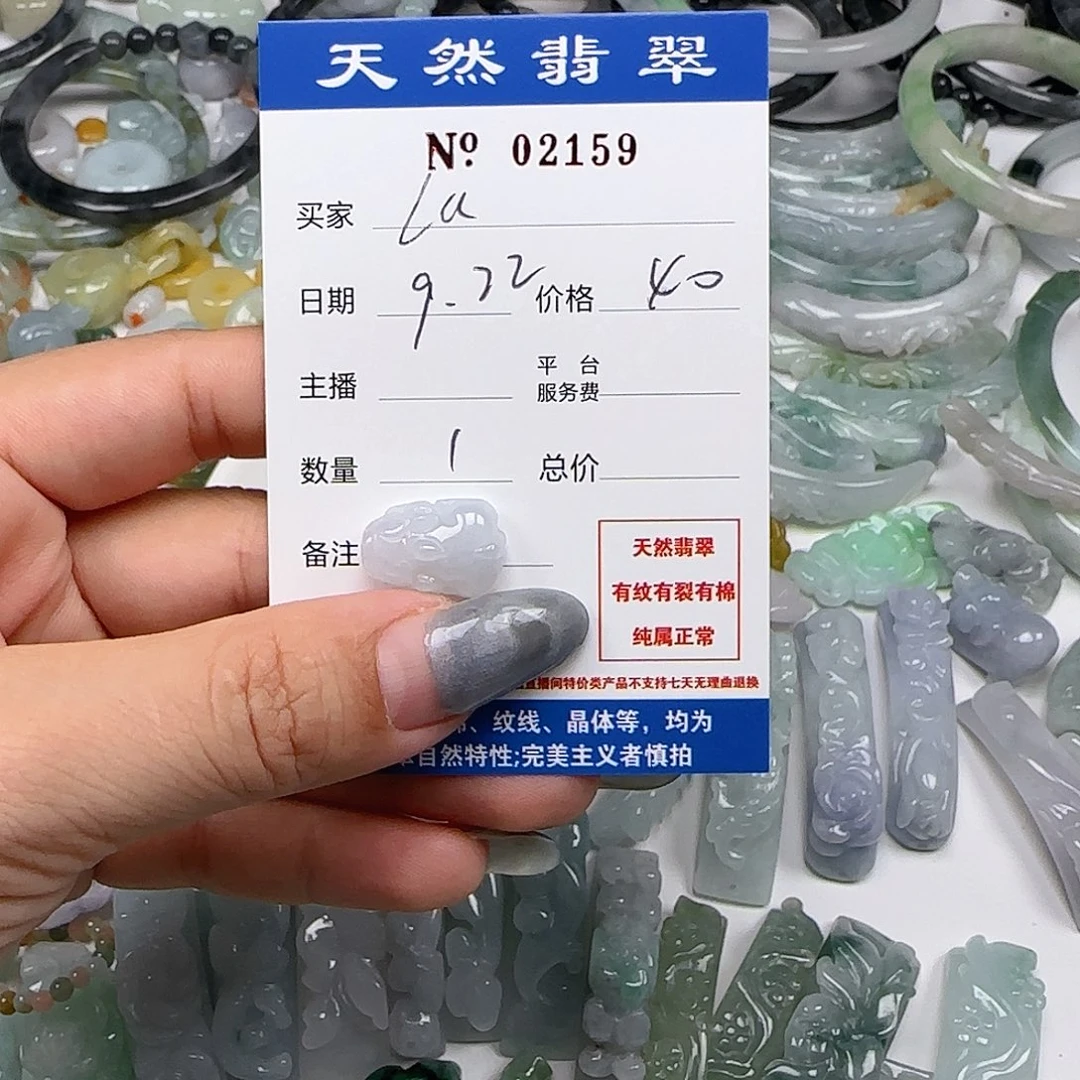 天然翡翠
Nº 02159
买家 La
日期 9.22 价格 40
主播 平台服务费
数量 1 总价
备注
天然翡翠
有纹有裂有棉
纯属正常
直播间特价类产品不支持七天无理由退换
、纹线、晶体等，均为
自然特性;完美主义者慎拍